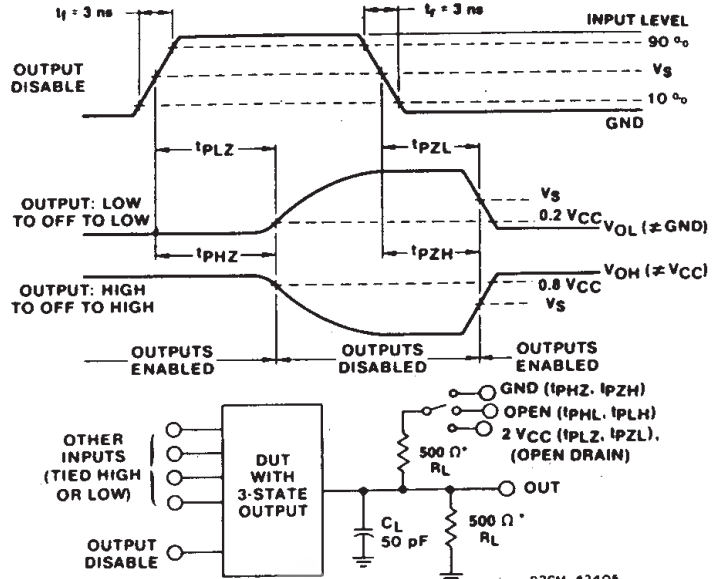 tf = 3 ns
tr = 3 ns
INPUT LEVEL
90 %
OUTPUT
DISABLE
VS
10 %
GND
tPLZ
tPZL
OUTPUT: LOW
TO OFF TO LOW
VS
0.2 VCC
VOL (≠GND)
tPHZ
tPZH
OUTPUT: HIGH
TO OFF TO HIGH
VOH (≠VCC)
0.8 VCC
VS
OUTPUTS
ENABLED
OUTPUTS
DISABLED
OUTPUTS
ENABLED
GND (tPHZ, tPZH)
OPEN (tPHL, tPLH)
2 VCC (tPLZ, tPZL),
(OPEN DRAIN)
OTHER
INPUTS
(TIED HIGH
OR LOW)
DUT
WITH
3-STATE
OUTPUT
500 Ω*
RL
OUT
CL
50 pF
500 Ω*
RL
OUTPUT
DISABLE